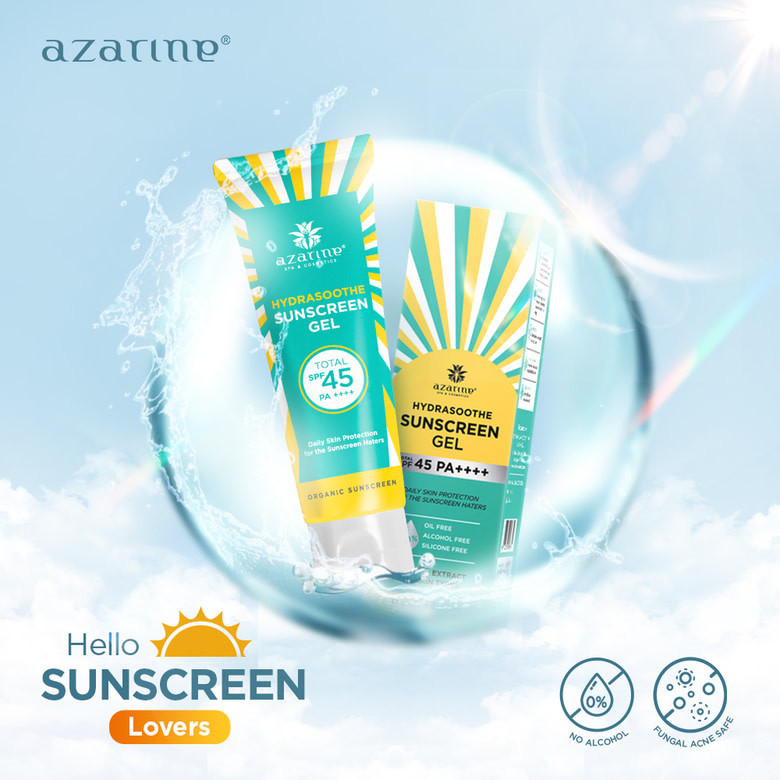 azarine®
azarine®
SPA & COSMETICS
HYDRASOOTHE
SUNSCREEN
GEL
TOTAL
SPF 45
PA ++++
Daily Skin Protection
for the Sunscreen Haters
ORGANIC SUNSCREEN
azarine®
SPA & COSMETICS
HYDRASOOTHE
SUNSCREEN
GEL
45 PA++++
DAILY SKIN PROTECTION
THE SUNSCREEN HATERS
OIL FREE
ALCOHOL FREE
SILICONE FREE
EXTRACT
Hello
SUNSCREEN
Lovers
0%
NO ALCOHOL
FUNGAL ACNE SAFE